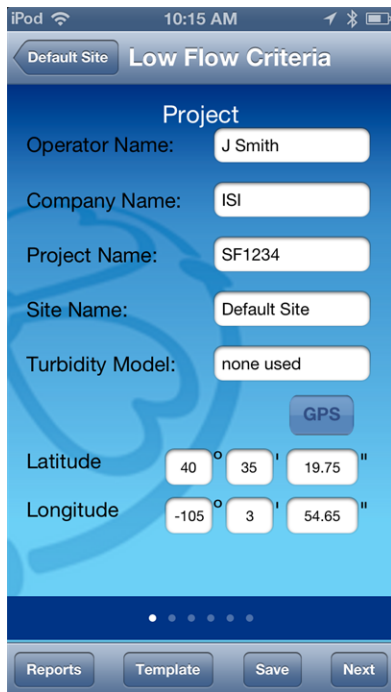 iPod 10:15 AM
Default Site Low Flow Criteria
Project
Operator Name: J Smith
Company Name: ISI
Project Name: SF1234
Site Name: Default Site
Turbidity Model: none used
GPS
Latitude 40 o 35 ' 19.75 "
Longitude -105 o 3 ' 54.65 "
Reports Template Save Next